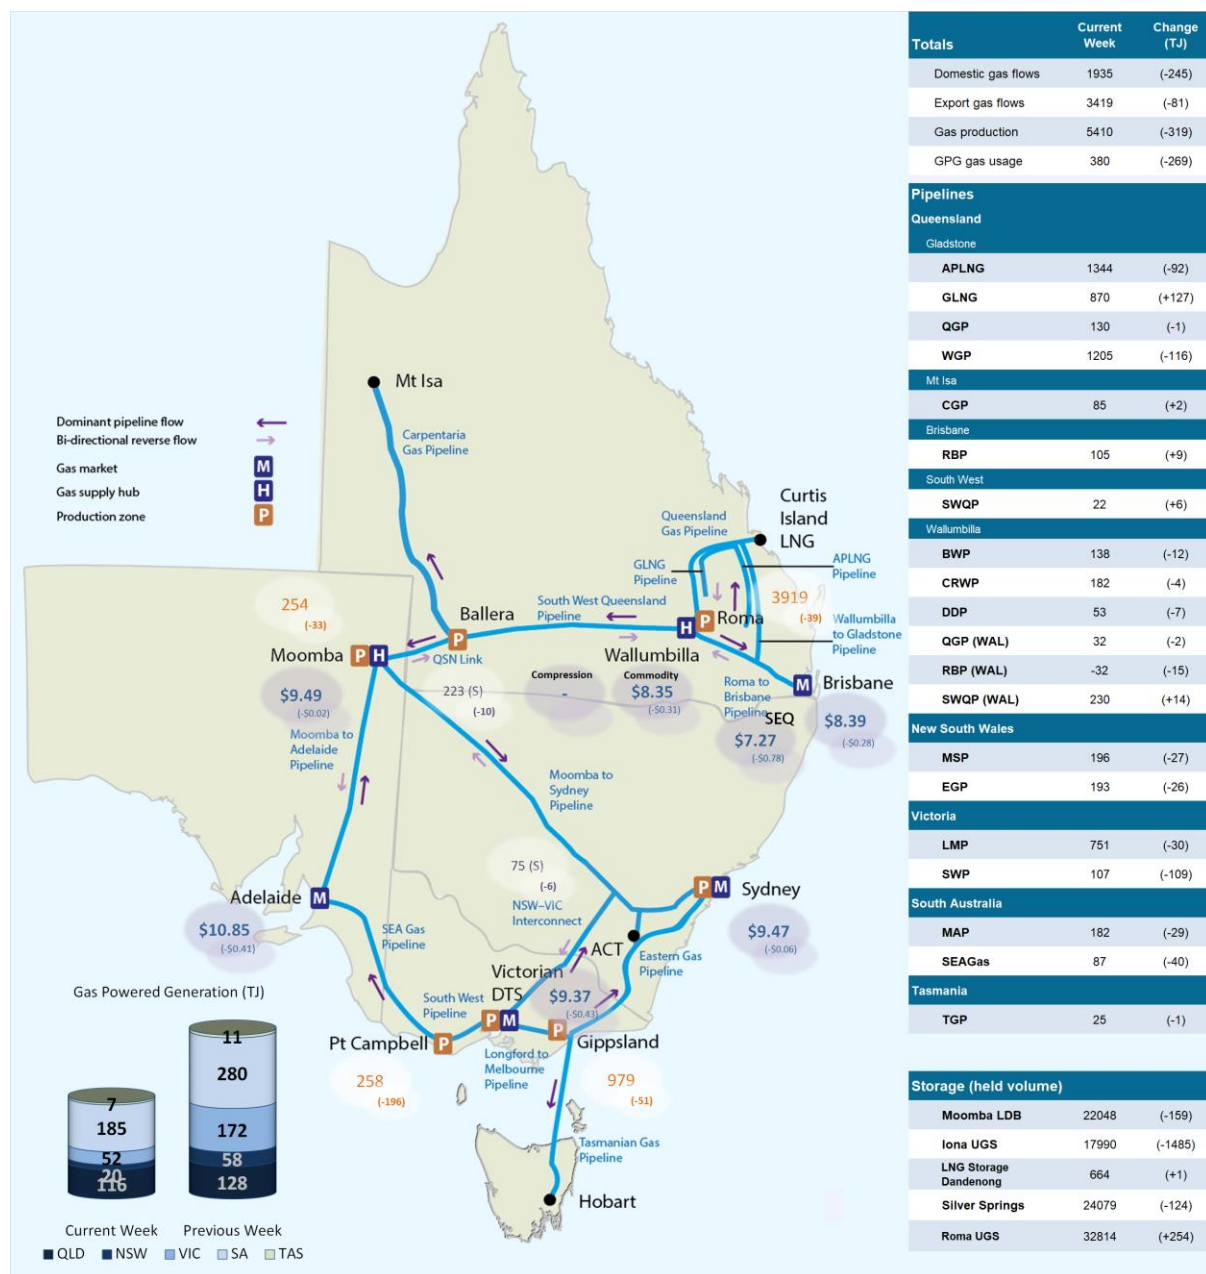 Mt Isa
Dominant pipeline flow
Bi-directional reverse flow
Gas market M
Gas supply hub H
Production zone P
Carpentaria
Gas Pipeline
Curtis
Island
LNG
Queensland
Gas Pipeline
GLNG
Pipeline
APLNG
Pipeline
254
(-33)
Ballera
P
South West Queensland
Pipeline
3919
(-39)
P Roma
H
Wallumbilla
to Gladstone
Pipeline
Moomba P H
QSN Link
Wallumbilla
Compression
-
Commodity
$8.35
(-$0.31)
Roma to
Brisbane
Pipeline
M Brisbane
$9.49
(-$0.02)
223 (S)
(-10)
SEQ
$7.27
(-$0.78)
$8.39
(-$0.28)
Moomba to
Adelaide
Pipeline
Moomba to
Sydney
Pipeline
75 (S)
(-6)
NSW-VIC
Interconnect
P M Sydney
$9.47
(-$0.06)
Adelaide M
$10.85
(-$0.41)
SEA Gas
Pipeline
ACT
Eastern Gas
Pipeline
Victorian
DTS
$9.37
(-$0.43)
South West
Pipeline
P M
P
Gippsland
Pt Campbell P
Longford to
Melbourne
Pipeline
258
(-196)
979
(-51)
Tasmanian Gas
Pipeline
Hobart
Gas Powered Generation (TJ)
7
185
52
20
116
11
280
172
58
128
Current Week Previous Week
QLD NSW VIC SA TAS
Totals Current Week Change (TJ)
Domestic gas flows 1935 (-245)
Export gas flows 3419 (-81)
Gas production 5410 (-319)
GPG gas usage 380 (-269)
Pipelines
Queensland
Gladstone
APLNG 1344 (-92)
GLNG 870 (+127)
QGP 130 (-1)
WGP 1205 (-116)
Mt Isa
CGP 85 (+2)
Brisbane
RBP 105 (+9)
South West
SWQP 22 (+6)
Wallumbilla
BWP 138 (-12)
CRWP 182 (-4)
DDP 53 (-7)
QGP (WAL) 32 (-2)
RBP (WAL) -32 (-15)
SWQP (WAL) 230 (+14)
New South Wales
MSP 196 (-27)
EGP 193 (-26)
Victoria
LMP 751 (-30)
SWP 107 (-109)
South Australia
MAP 182 (-29)
SEAGas 87 (-40)
Tasmania
TGP 25 (-1)
Storage (held volume)
Moomba LDB 22048 (-159)
Iona UGS 17990 (-1485)
LNG Storage
Dandenong 664 (+1)
Silver Springs 24079 (-124)
Roma UGS 32814 (+254)